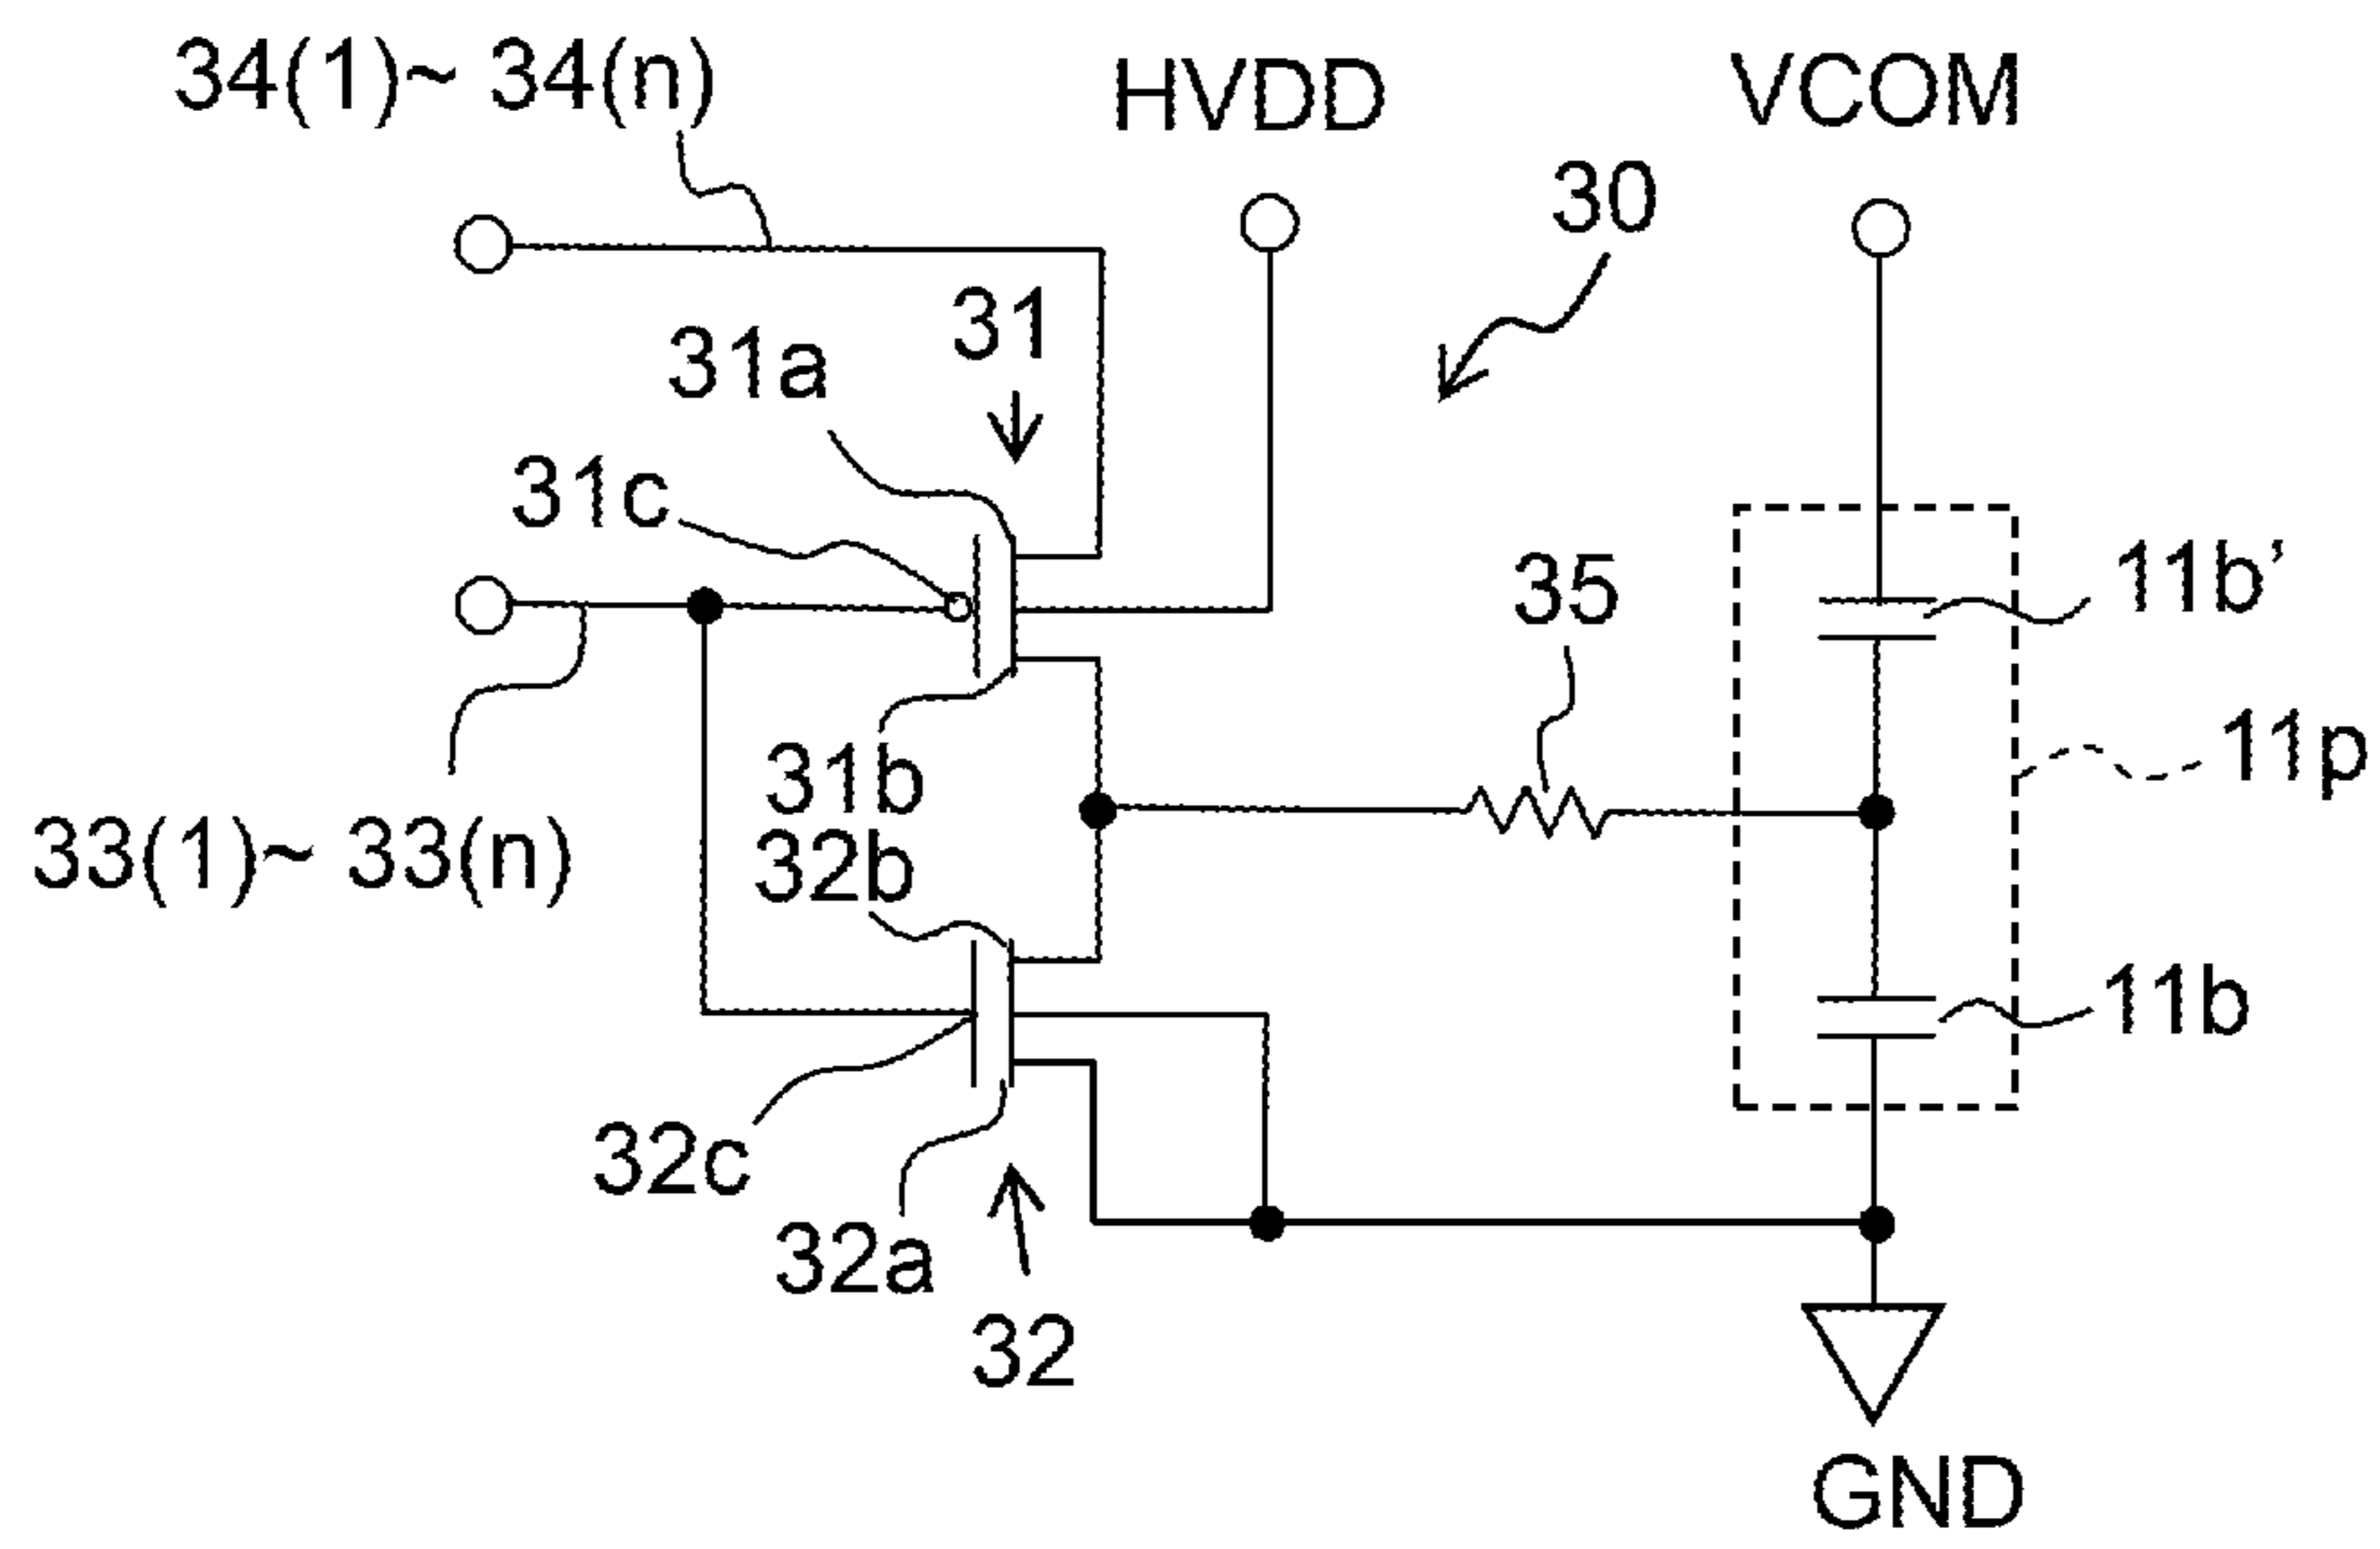 34(1)~ 34(n)
HVDD
VCOM
30
31
31a
31c
35
11b’
11p
31b
32b
33(1)~ 33(n)
11b
32c
32a
32
GND